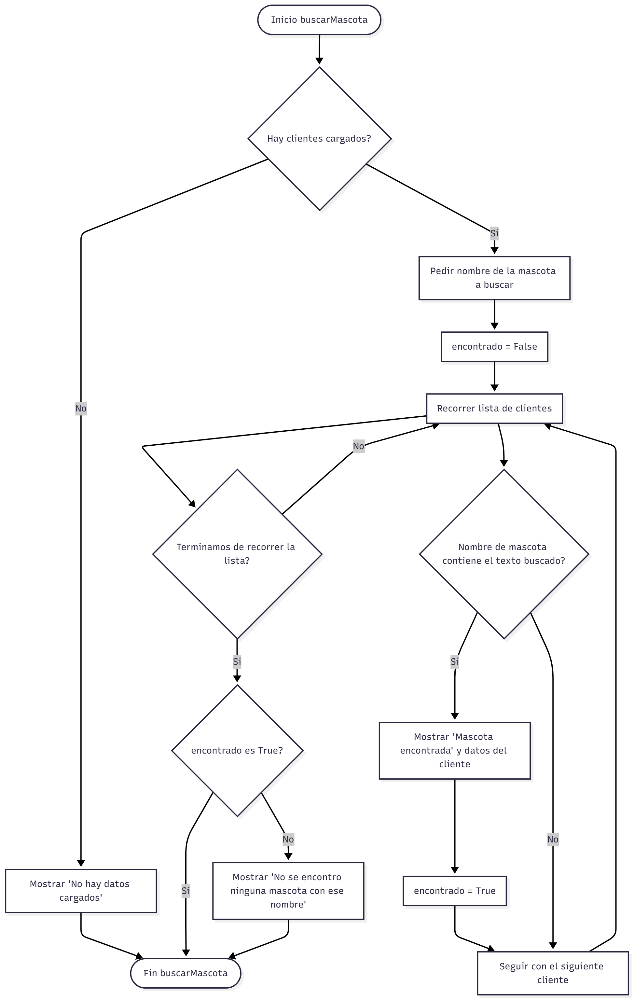 Inicio buscarMascota
Hay clientes cargados?
Si
Pedir nombre de la mascota
a buscar
encontrado = False
No
Recorrer lista de clientes
No
Terminamos de recorrer la
lista?
Nombre de mascota
contiene el texto buscado?
Si
Si
encontrado es True?
Mostrar 'Mascota
encontrada' y datos del
cliente
No
No
Mostrar 'No hay datos
cargados'
Si
Mostrar 'No se encontro
ninguna mascota con ese
nombre'
encontrado = True
Fin buscarMascota
Seguir con el siguiente
cliente